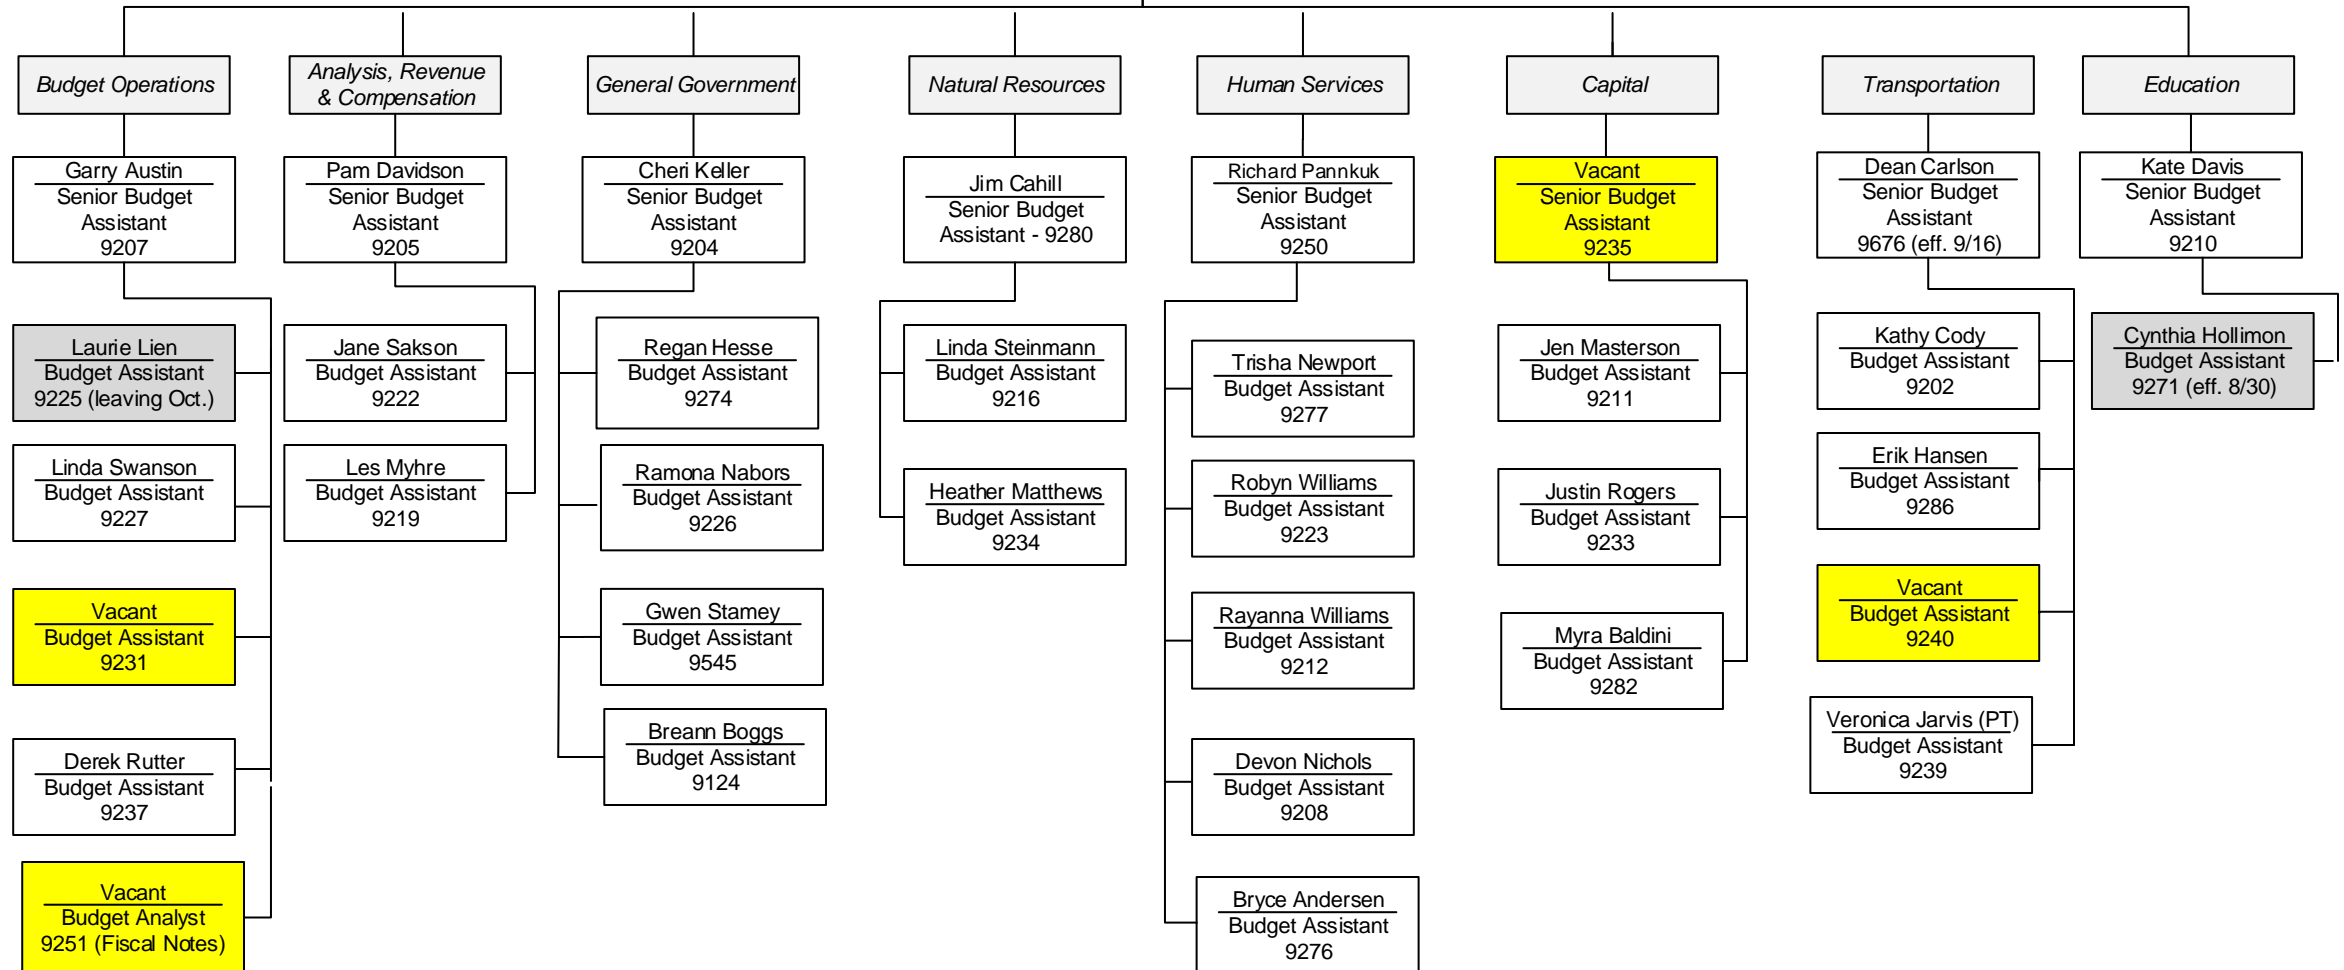 Budget Operations
Analysis, Revenue
& Compensation
General Government
Natural Resources
Human Services
Capital
Transportation
Education
Garry Austin
Senior Budget
Assistant
9207
Pam Davidson
Senior Budget
Assistant
9205
Cheri Keller
Senior Budget
Assistant
9204
Jim Cahill
Senior Budget
Assistant - 9280
Richard Pannkuk
Senior Budget
Assistant
9250
Vacant
Senior Budget
Assistant
9235
Dean Carlson
Senior Budget
Assistant
9676 (eff. 9/16)
Kate Davis
Senior Budget
Assistant
9210
Laurie Lien
Budget Assistant
9225 (leaving Oct.)
Linda Swanson
Budget Assistant
9227
Vacant
Budget Assistant
9231
Derek Rutter
Budget Assistant
9237
Vacant
Budget Analyst
9251 (Fiscal Notes)
Jane Sakson
Budget Assistant
9222
Les Myhre
Budget Assistant
9219
Regan Hesse
Budget Assistant
9274
Ramona Nabors
Budget Assistant
9226
Gwen Stamey
Budget Assistant
9545
Breann Boggs
Budget Assistant
9124
Linda Steinmann
Budget Assistant
9216
Heather Matthews
Budget Assistant
9234
Trisha Newport
Budget Assistant
9277
Robyn Williams
Budget Assistant
9223
Rayanna Williams
Budget Assistant
9212
Devon Nichols
Budget Assistant
9208
Bryce Andersen
Budget Assistant
9276
Jen Masterson
Budget Assistant
9211
Justin Rogers
Budget Assistant
9233
Myra Baldini
Budget Assistant
9282
Kathy Cody
Budget Assistant
9202
Erik Hansen
Budget Assistant
9286
Vacant
Budget Assistant
9240
Veronica Jarvis (PT)
Budget Assistant
9239
Cynthia Hollimon
Budget Assistant
9271 (eff. 8/30)